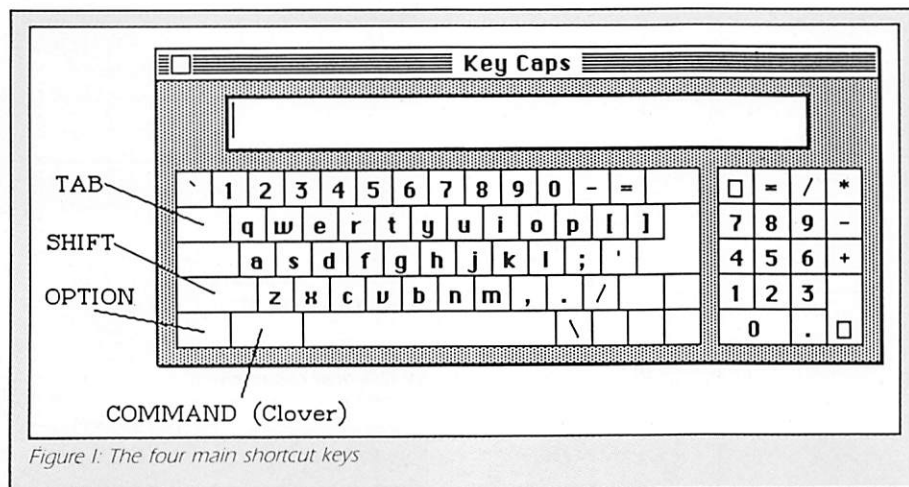 Key Caps
TAB
` 1 2 3 4 5 6 7 8 9 0 - =
= / *
q w e r t y u i o p [ ]
7 8 9 -
SHIFT
a s d f g h j k l ; '
4 5 6 +
OPTION
z x c v b n m , . /
1 2 3
\
0 .
COMMAND (Clover)
Figure I: The four main shortcut keys